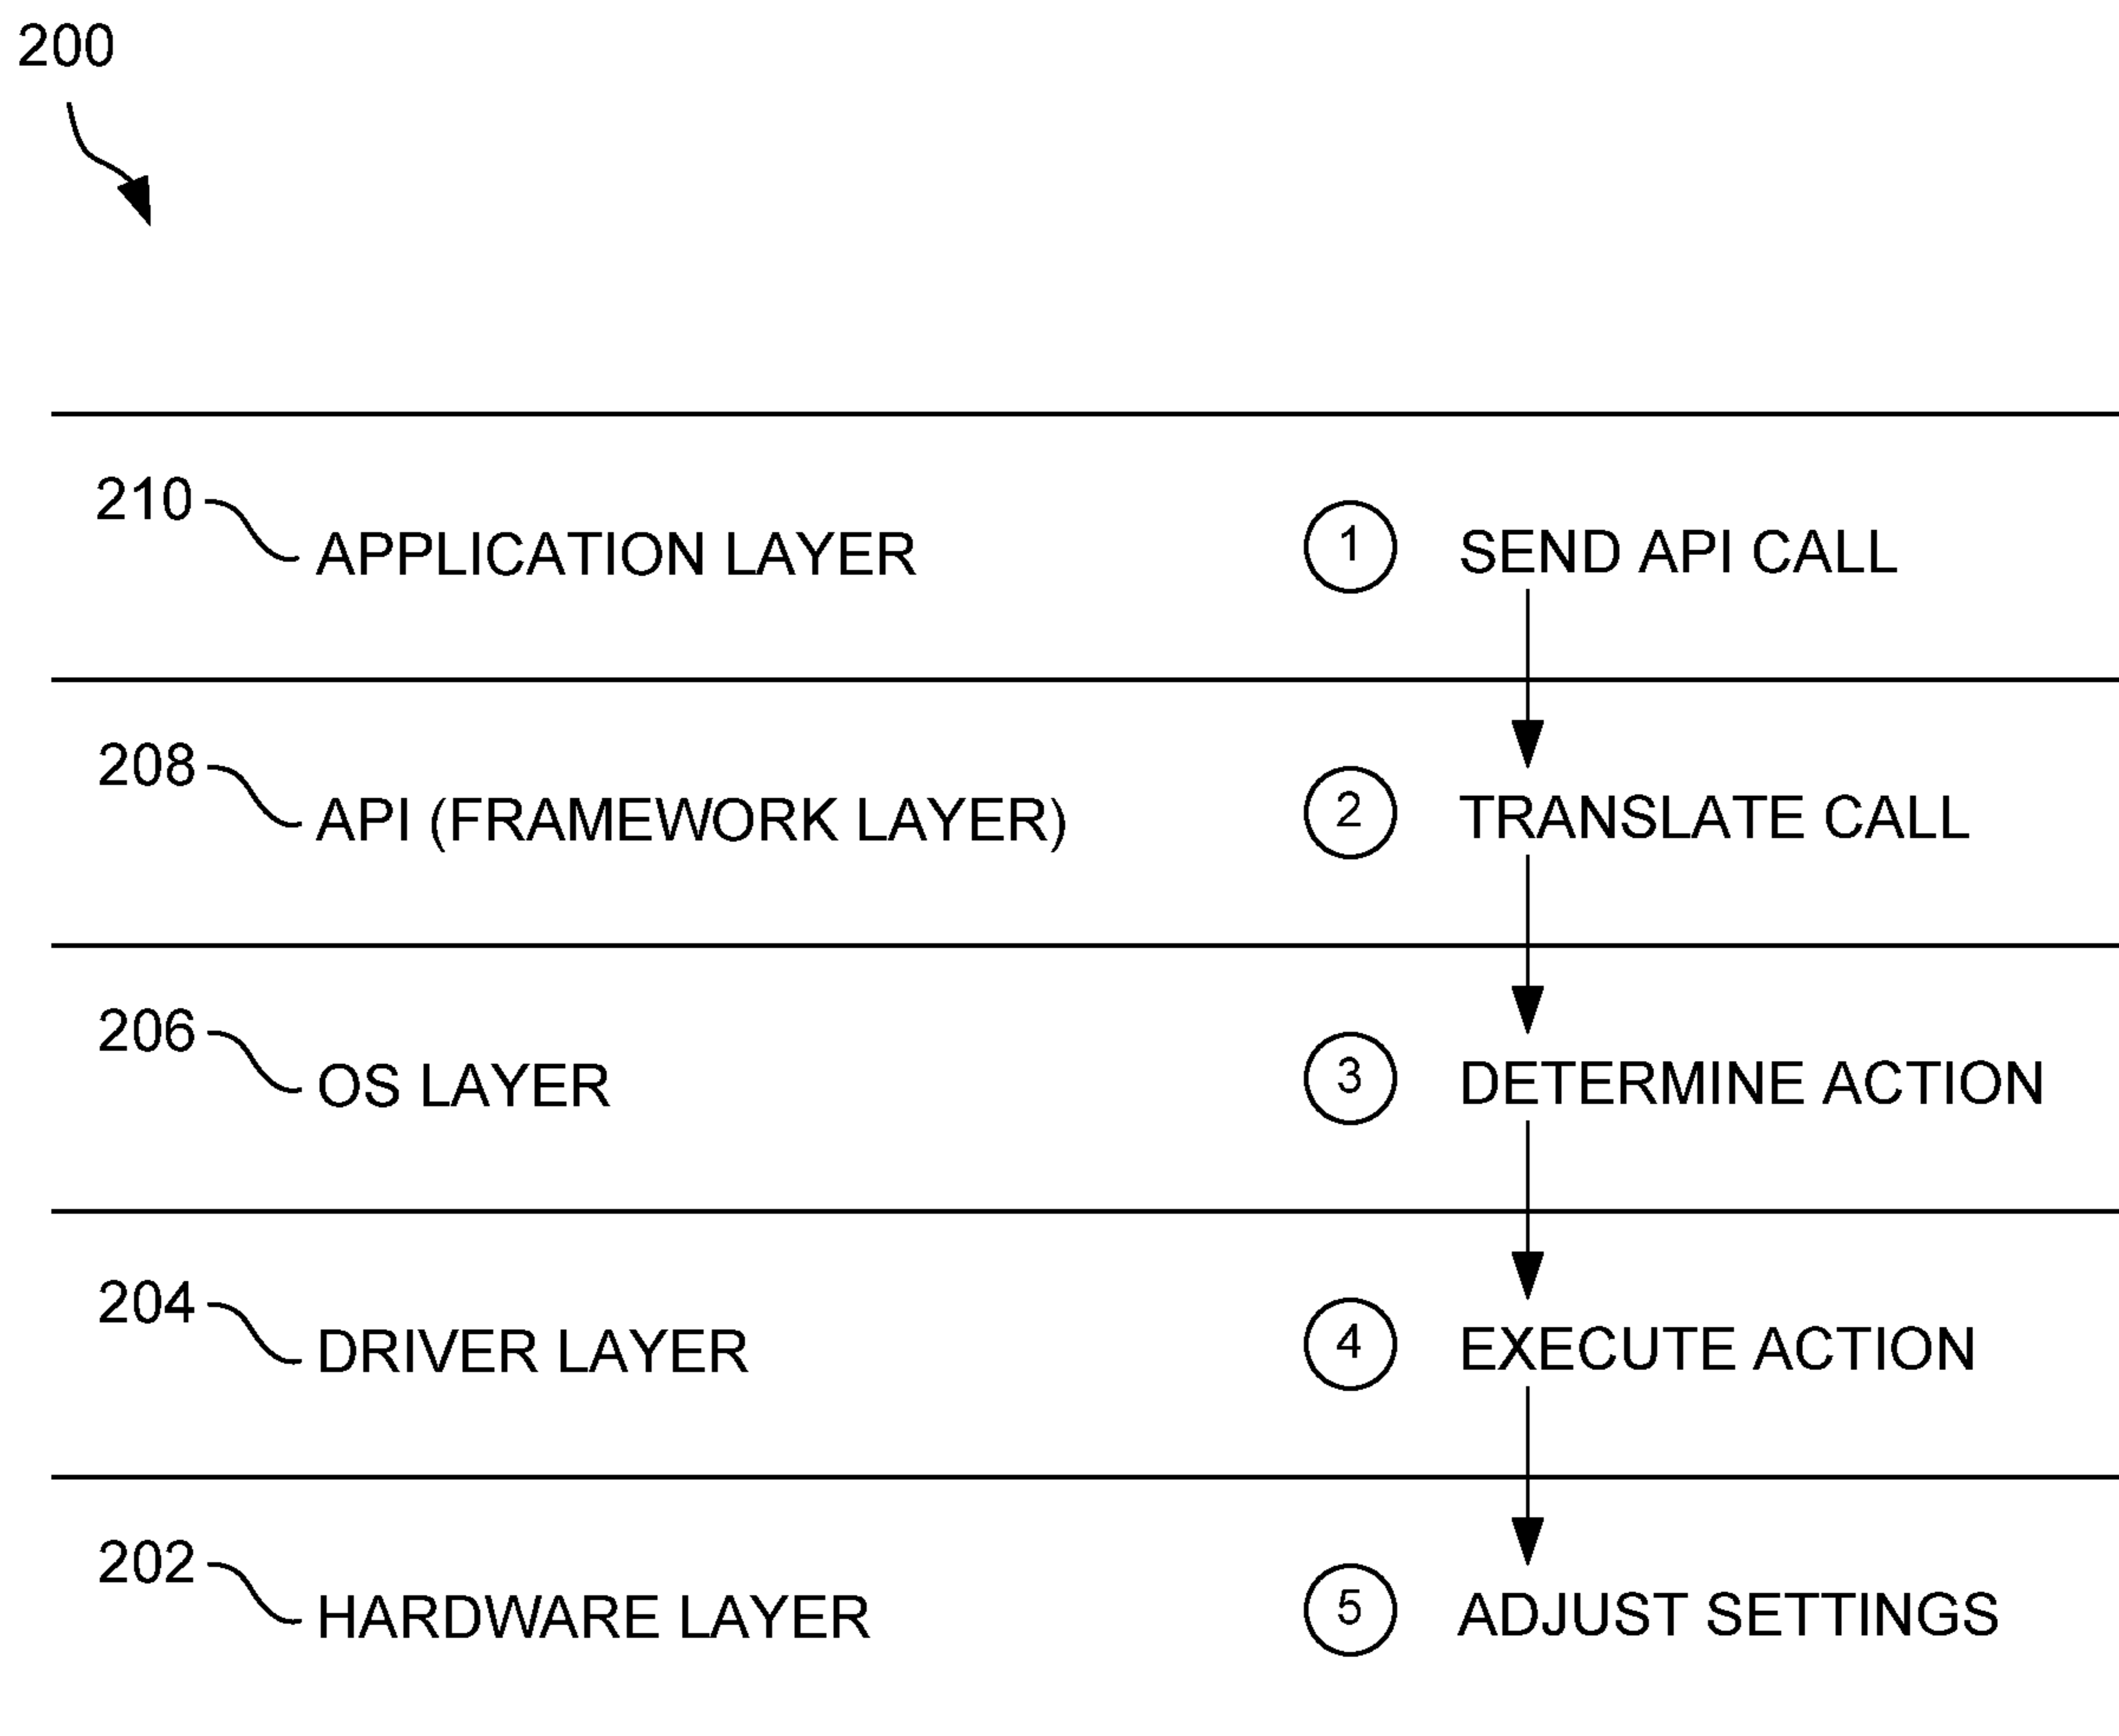 200
210
APPLICATION LAYER
1
SEND API CALL
208
API (FRAMEWORK LAYER)
2
TRANSLATE CALL
206
OS LAYER
3
DETERMINE ACTION
204
DRIVER LAYER
4
EXECUTE ACTION
202
HARDWARE LAYER
5
ADJUST SETTINGS